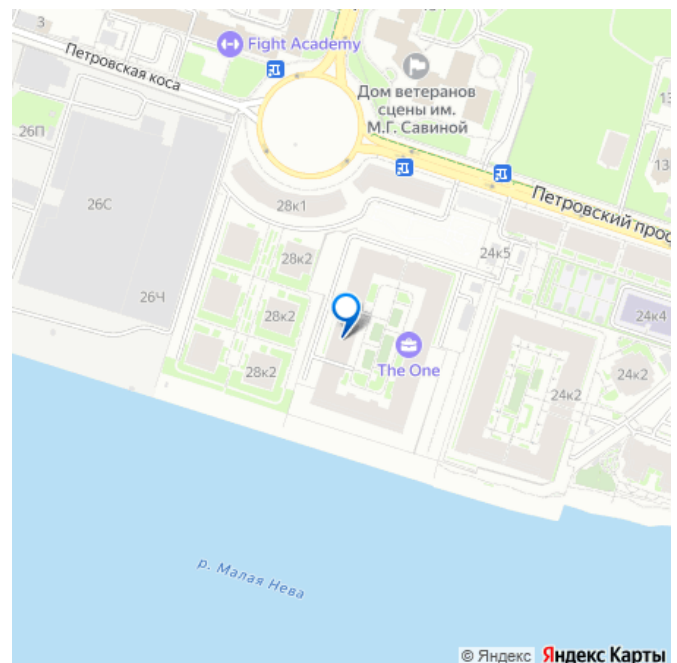 3
Fight Academy
Петровская коса
Дом ветеранов
сцены им.
М.Г. Савиной
26П
13
Петровский прос
26С
28к1
28к2
24к5
26Ч
28к2
24к4
The One
28к2
24к2
24к2
р. Малая Нева
© Яндекс Яндекс Карты